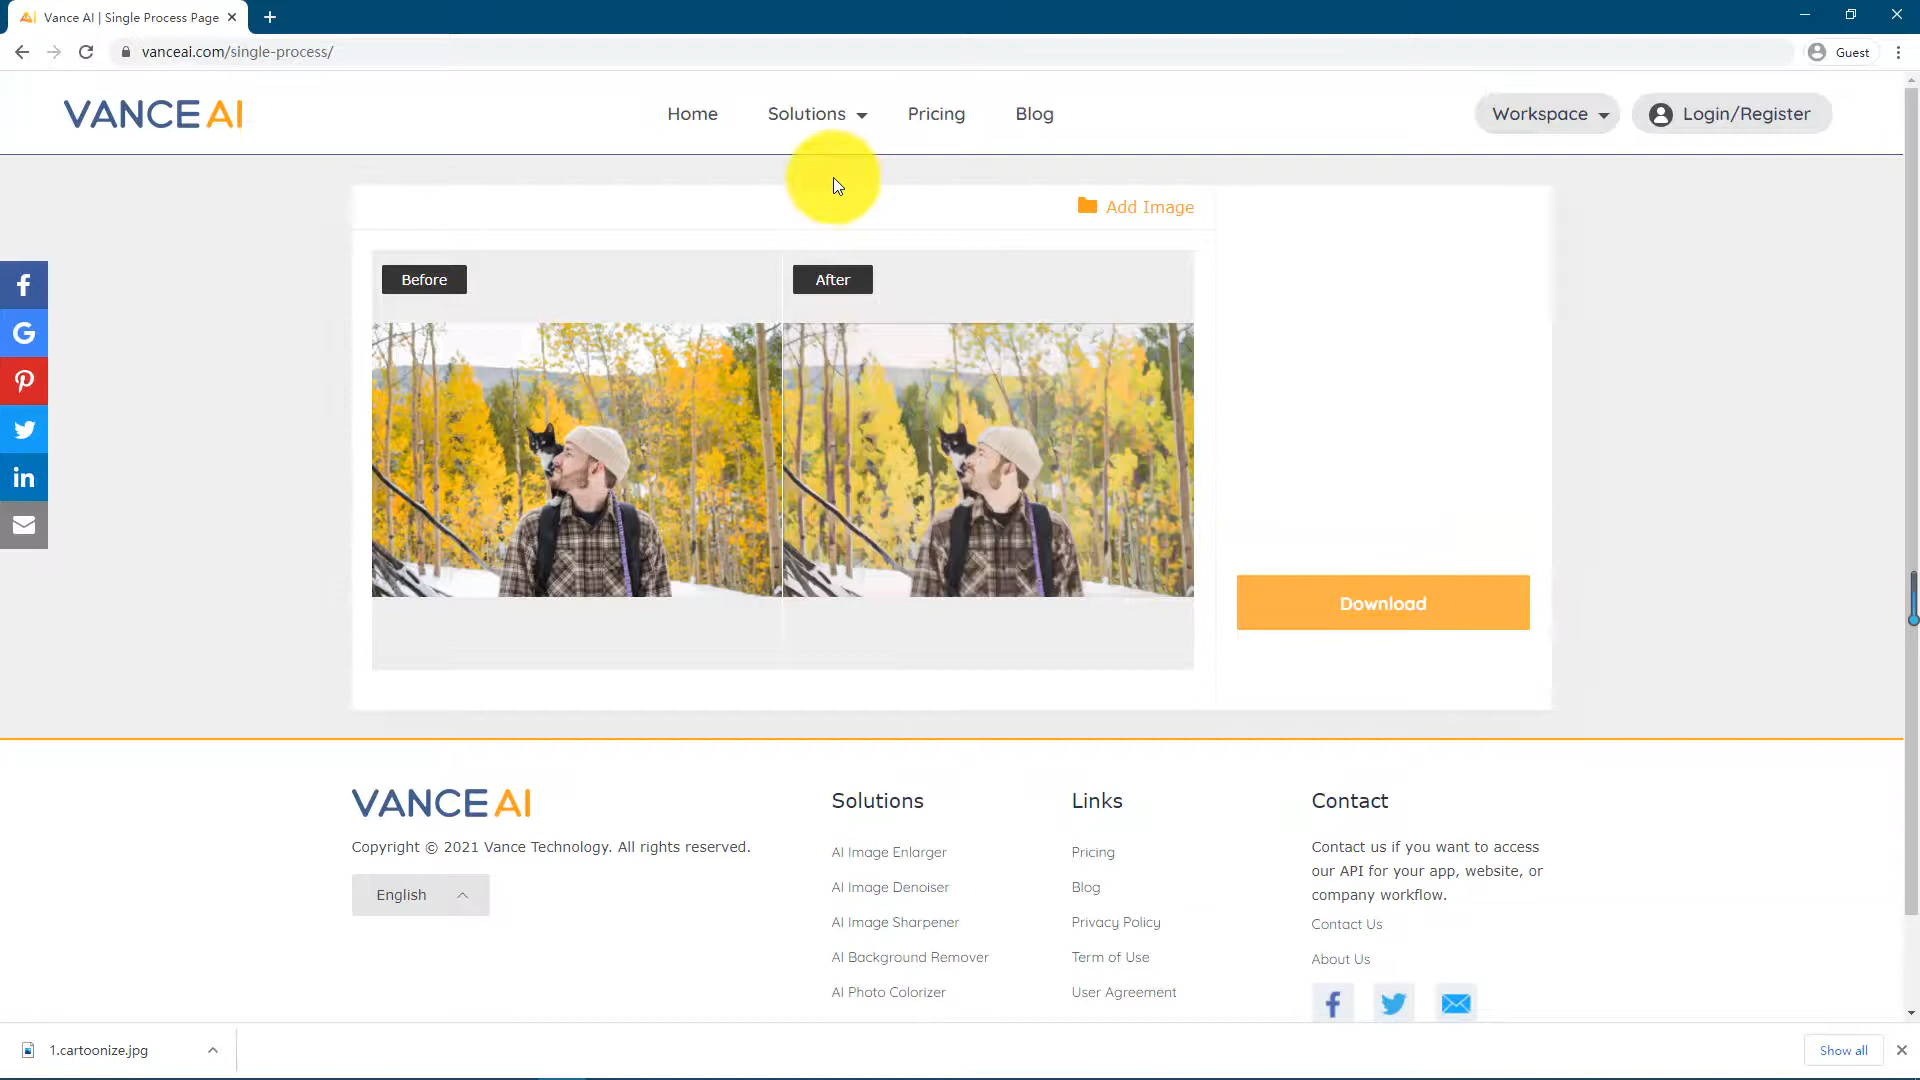 Vance AI | Single Process Page
vanceai.com/single-process/
Guest
VANCE AI
Home
Solutions
Pricing
Blog
Workspace
Login/Register
Add Image
Before
After
Download
VANCE AI
Copyright © 2021 Vance Technology. All rights reserved.
English
Solutions
AI Image Enlarger
AI Image Denoiser
AI Image Sharpener
AI Background Remover
AI Photo Colorizer
Links
Pricing
Blog
Privacy Policy
Term of Use
User Agreement
Contact
Contact us if you want to access
our API for your app, website, or
company workflow.
Contact Us
About Us
1.cartoonize.jpg
Show all